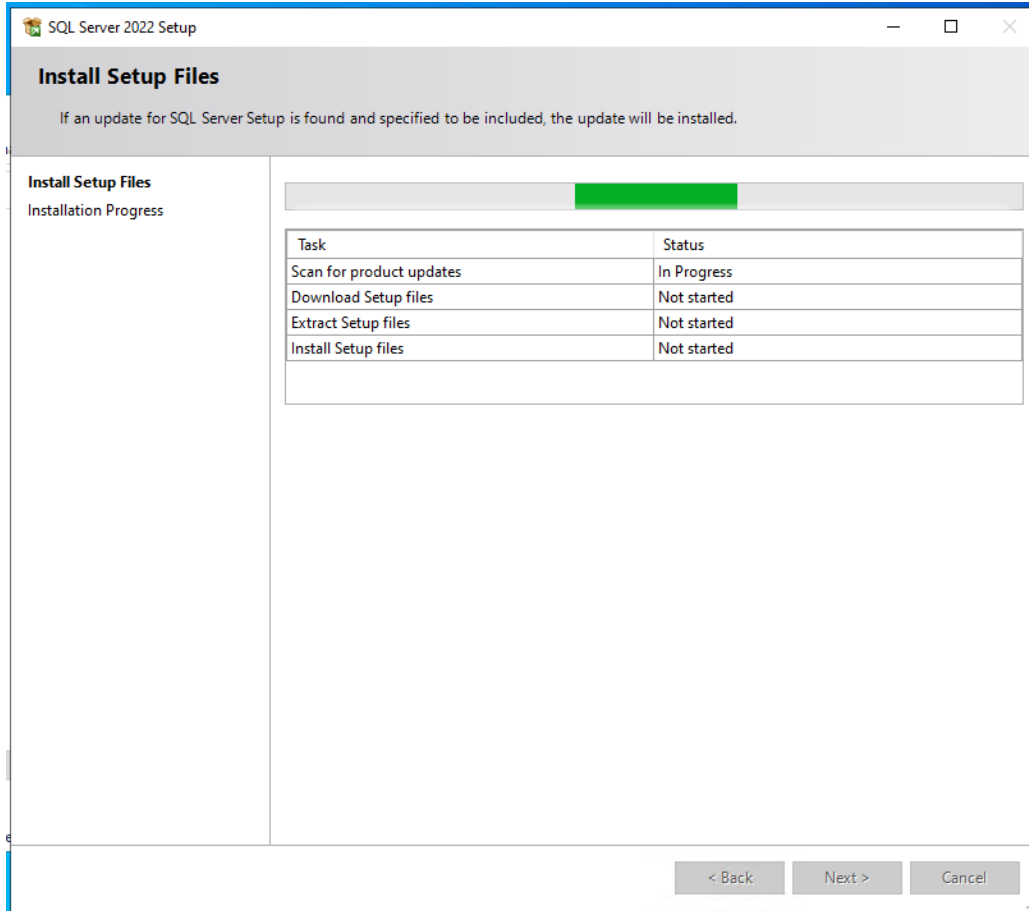 SQL Server 2022 Setup
Install Setup Files
If an update for SQL Server Setup is found and specified to be included, the update will be installed.
Install Setup Files
Installation Progress
Task Status
Scan for product updates In Progress
Download Setup files Not started
Extract Setup files Not started
Install Setup files Not started
< Back Next > Cancel